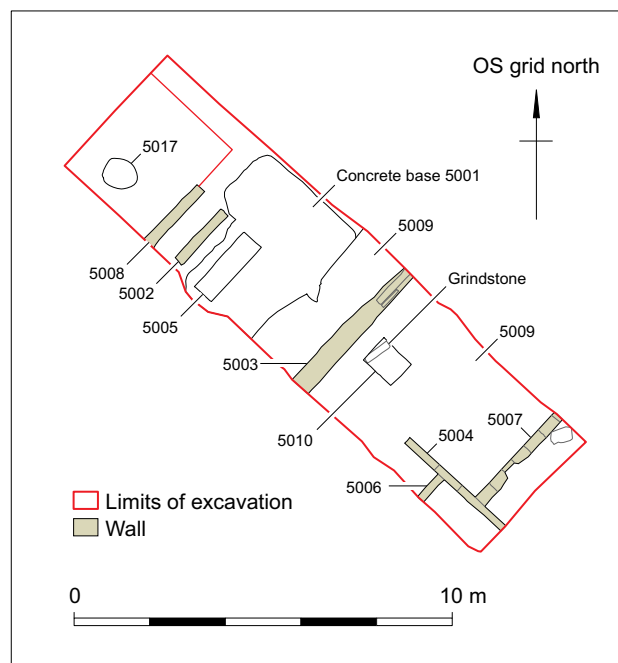 OS grid north
5017
Concrete base 5001
5009
Grindstone
5008
5002
5005
5009
5003
5007
5010
5004
5006
Limits of excavation
Wall
0
10 m